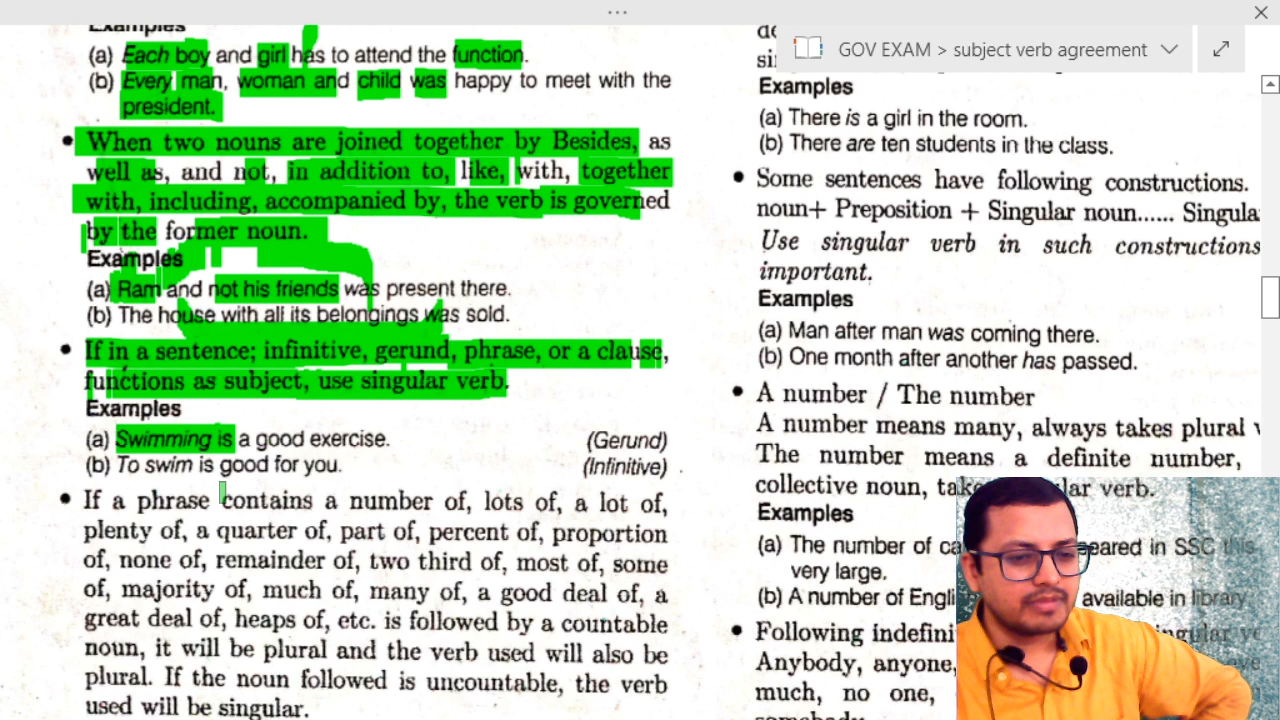 Examples
(a) Each boy and girl has to attend the function.
(b) Every man, woman and child was happy to meet with the
president.
• When two nouns are joined together by Besides, as
well as, and not, in addition to, like, with, together
with, including, accompanied by, the verb is governed
by the former noun.
Examples
(a) Ram and not his friends was present there.
(b) The house with all its belongings was sold.
• If in a sentence; infinitive, gerund, phrase, or a clause,
functions as subject, use singular verb.
Examples
(a) Swimming is a good exercise. (Gerund)
(b) To swim is good for you. (Infinitive)
• If a phrase contains a number of, lots of, a lot of,
plenty of, a quarter of, part of, percent of, proportion
of, none of, remainder of, two third of, most of, some
of, majority of, much of, many of, a good deal of, a
great deal of, heaps of, etc. is followed by a countable
noun, it will be plural and the verb used will also be
plural. If the noun followed is uncountable, the verb
used will be singular.
GOV EXAM > subject verb agreement
Examples
(a) There is a girl in the room.
(b) There are ten students in the class.
• Some sentences have following constructions.
noun+ Preposition + Singular noun...... Singula
Use singular verb in such constructions
important.
Examples
(a) Man after man was coming there.
(b) One month after another has passed.
• A number / The number
A number means many, always takes plural
The number means a definite number,
collective noun, verb.
Examples
(a) The number of in SSC this
very large.
(b) A number of available in library
• Following
Anybody, anyone,
much, no one,
somebody